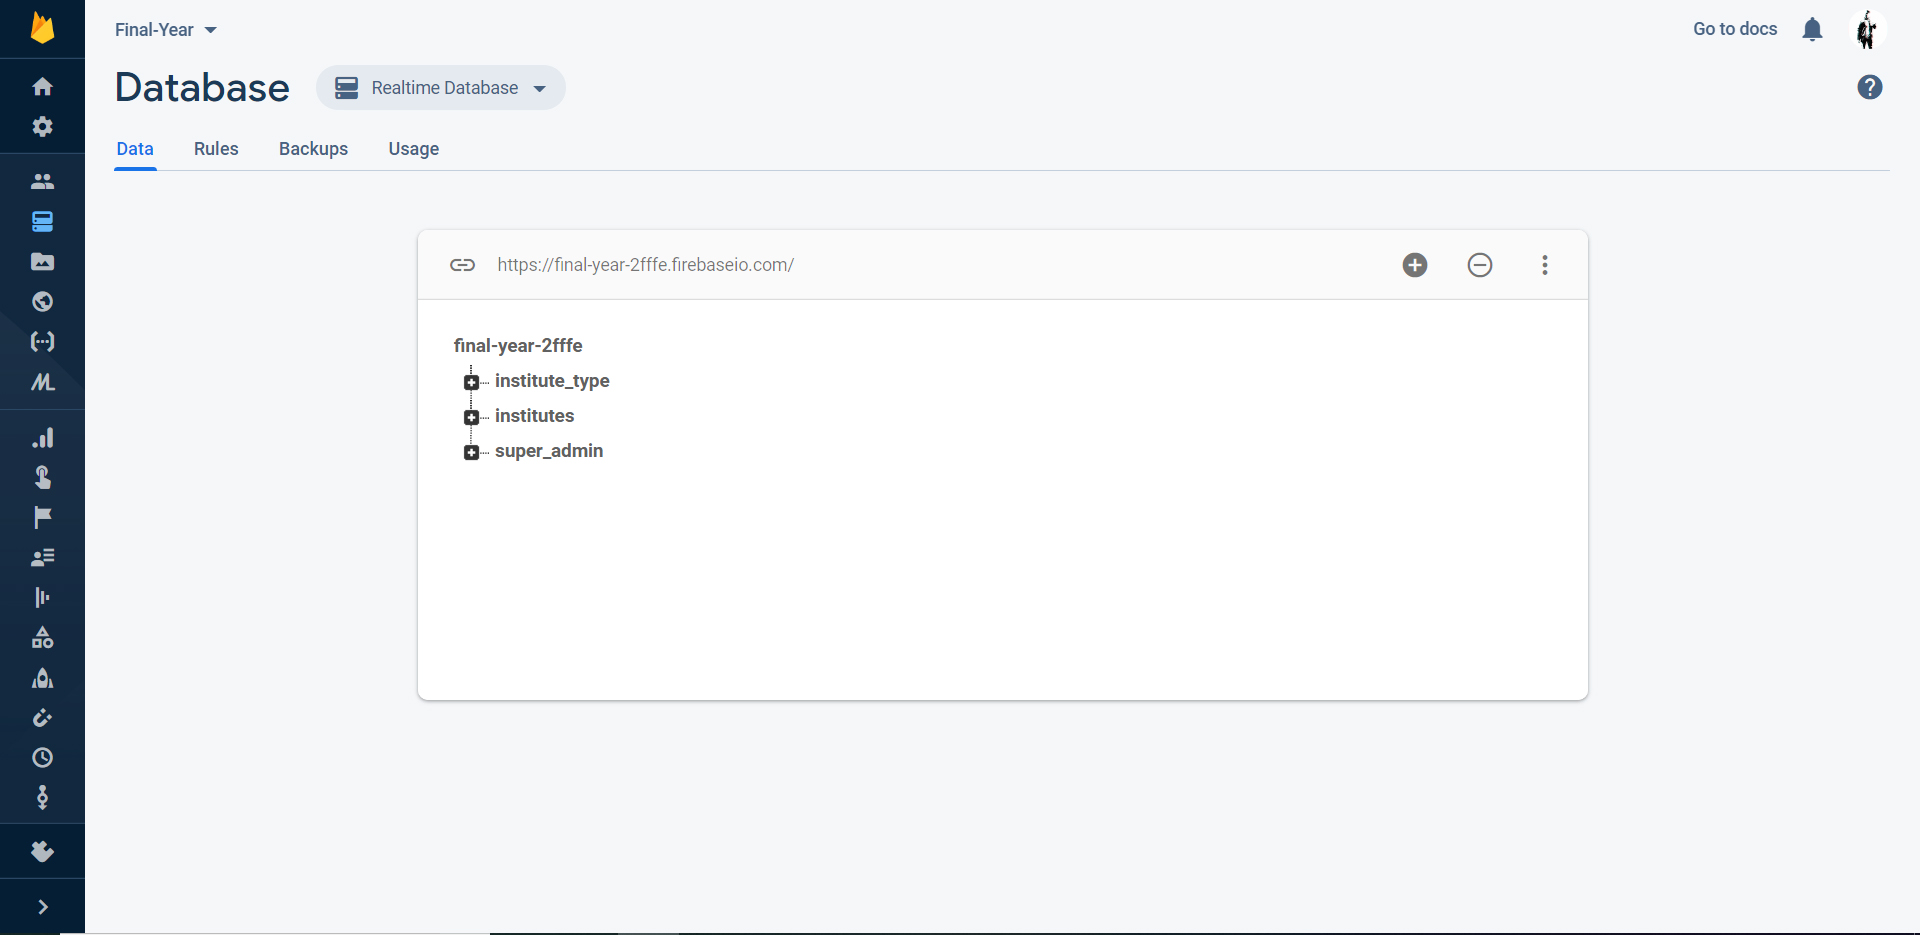 Final-Year
Go to docs
Database
Realtime Database
Data
Rules
Backups
Usage
https://final-year-2fffe.firebaseio.com/
final-year-2fffe
institute_type
institutes
super_admin